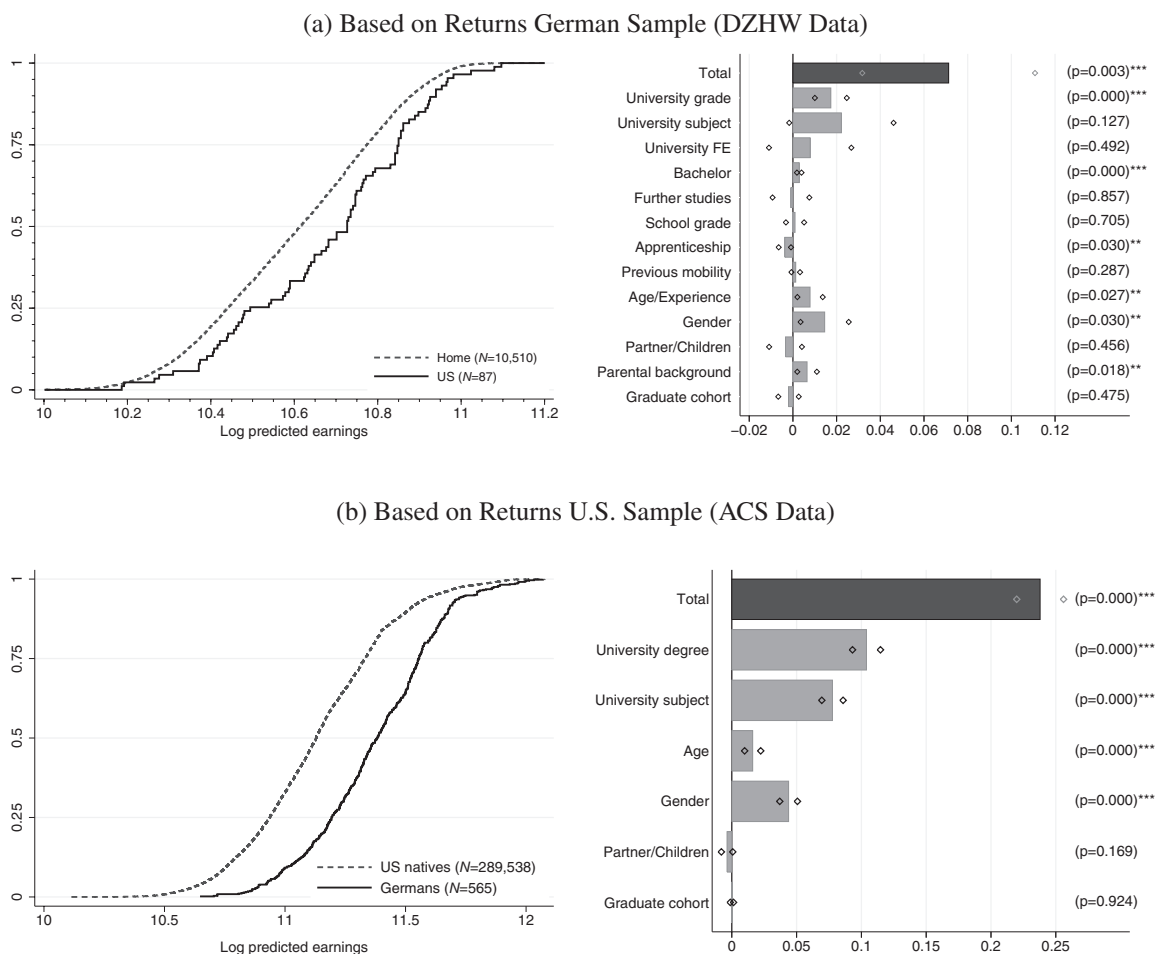 (a) Based on Returns German Sample (DZHW Data)
1
0.75
0.5
0.25
0
Home (N=10,510)
US (N=87)
10 10.2 10.4 10.6 10.8 11 11.2
Log predicted earnings
Total (p=0.003)***
University grade (p=0.000)***
University subject (p=0.127)
University FE (p=0.492)
Bachelor (p=0.000)***
Further studies (p=0.857)
School grade (p=0.705)
Apprenticeship (p=0.030)**
Previous mobility (p=0.287)
Age/Experience (p=0.027)**
Gender (p=0.030)**
Partner/Children (p=0.456)
Parental background (p=0.018)**
Graduate cohort (p=0.475)
−0.02 0 0.02 0.04 0.06 0.08 0.1 0.12
(b) Based on Returns U.S. Sample (ACS Data)
1
0.75
0.5
0.25
0
US natives (N=289,538)
Germans (N=565)
10 10.5 11 11.5 12
Log predicted earnings
Total (p=0.000)***
University degree (p=0.000)***
University subject (p=0.000)***
Age (p=0.000)***
Gender (p=0.000)***
Partner/Children (p=0.169)
Graduate cohort (p=0.924)
0 0.05 0.1 0.15 0.2 0.25